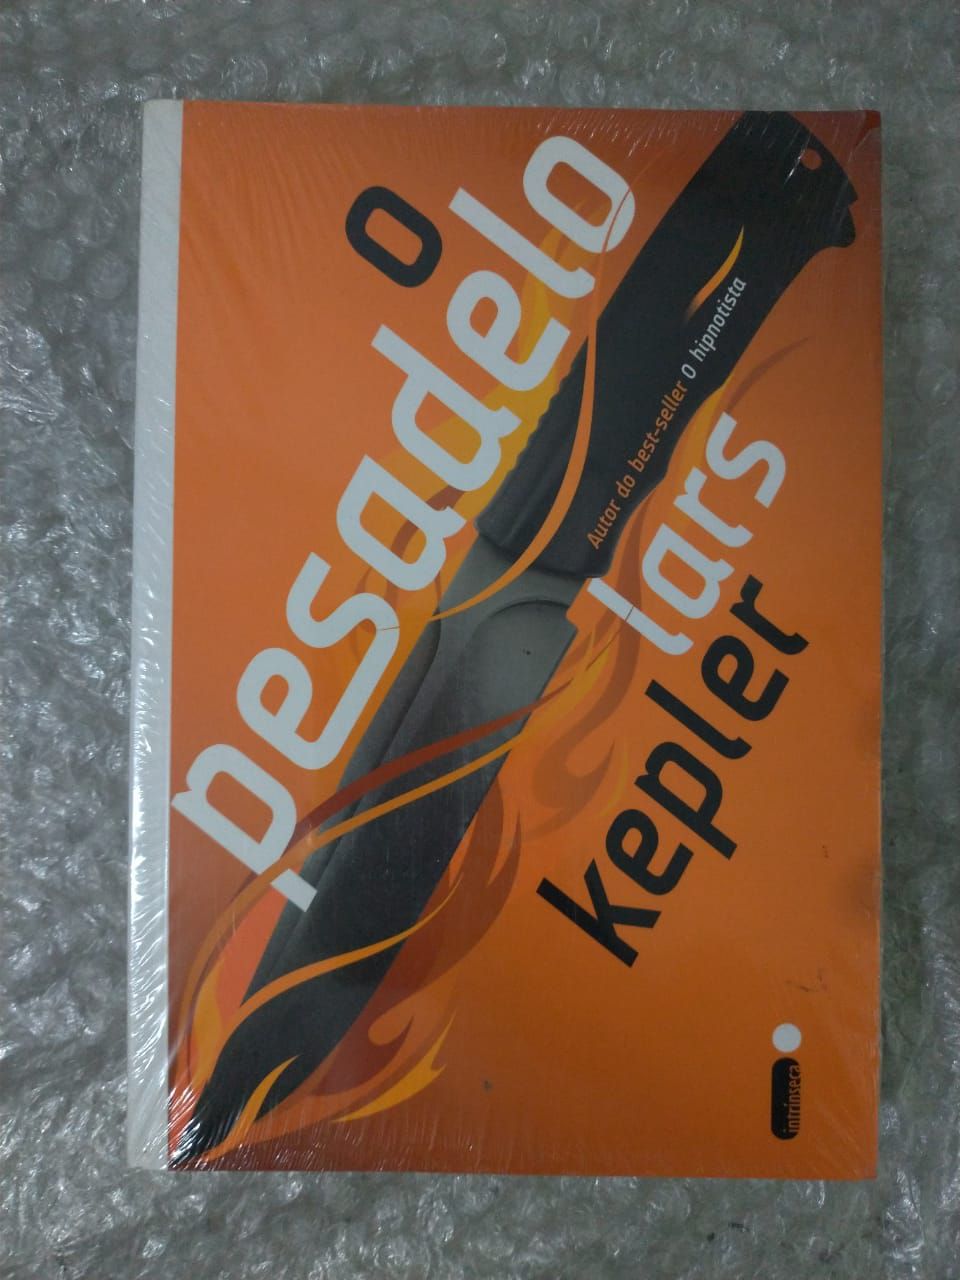 O
pesadelo
Autor do best-seller O hipnotista
lars
kepler
intrínseca